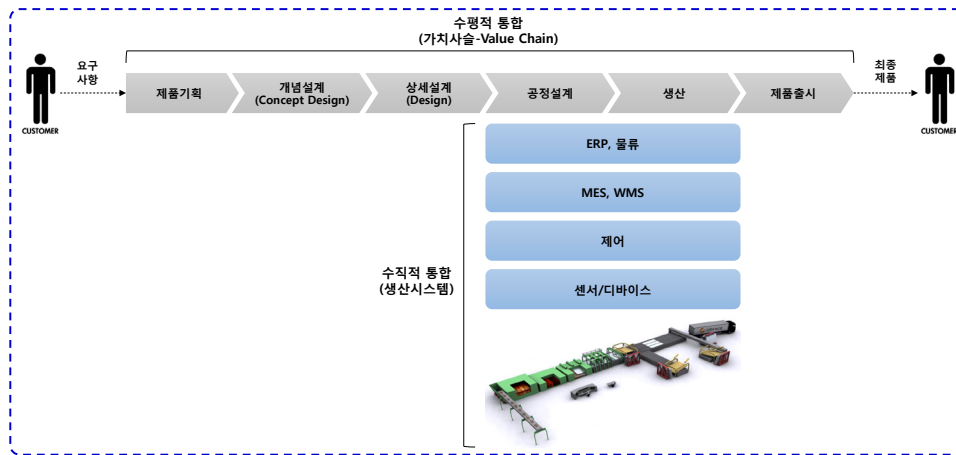 수평적 통합
(가치사슬-Value Chain)
요구
사항
최종
제품
제품기획
개념설계
(Concept Design)
상세설계
(Design)
공정설계
생산
제품출시
CUSTOMER
CUSTOMER
ERP, 물류
MES, WMS
제어
수직적 통합
(생산시스템)
센서/디바이스